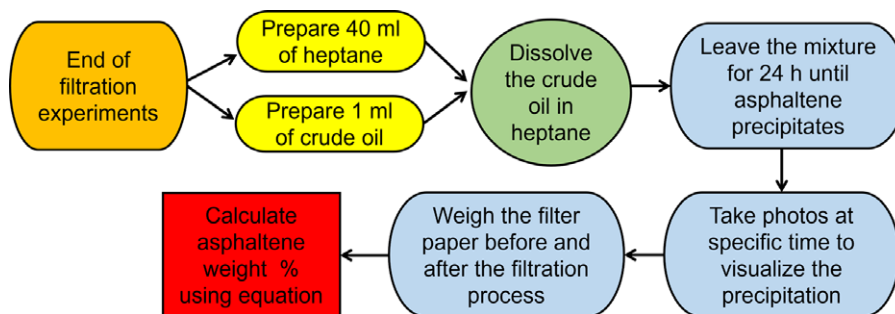 End of
filtration
experiments
Prepare 40 ml
of heptane
Prepare 1 ml
of crude oil
Dissolve
the crude
oil in
heptane
Leave the mixture
for 24 h until
asphaltene
precipitates
Take photos at
specific time to
visualize the
precipitation
Weigh the filter
paper before and
after the filtration
process
Calculate
asphaltene
weight %
using equation